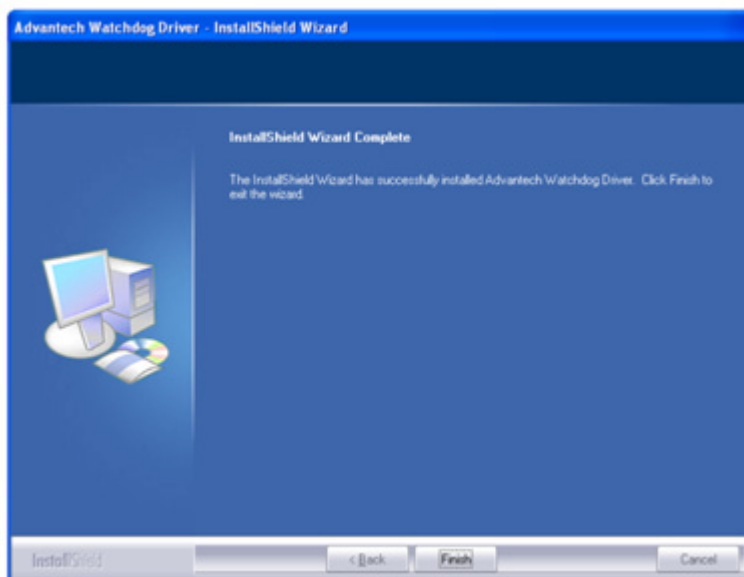 Advantech Watchdog Driver - InstallShield Wizard
InstallShield Wizard Complete
The InstallShield Wizard has successfully installed Advantech Watchdog Driver. Click Finish to
exit the wizard.
InstallShield
< Back
Finish
Cancel